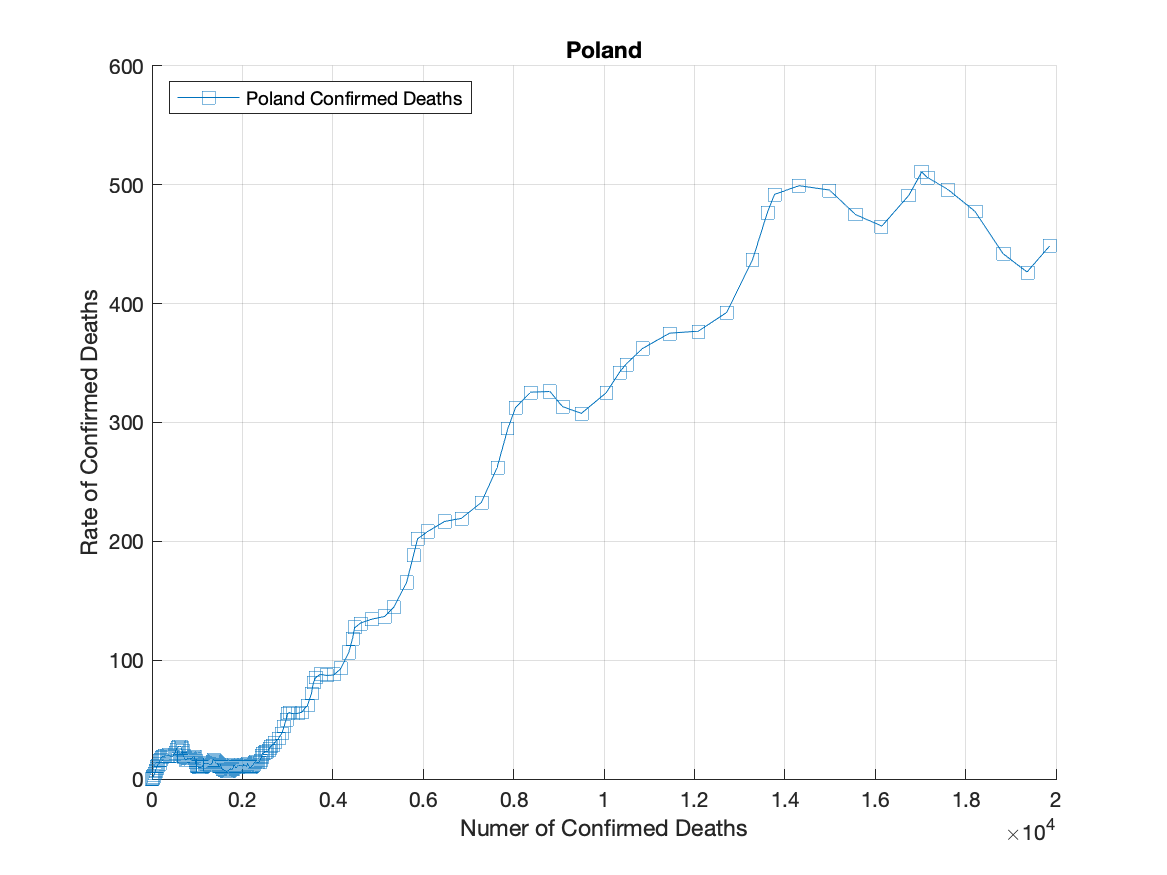 Poland
600
Poland Confirmed Deaths
500
400
300
200
100
0
Rate of Confirmed Deaths
0 0.2 0.4 0.6 0.8 1 1.2 1.4 1.6 1.8 2
Numer of Confirmed Deaths
×10^4